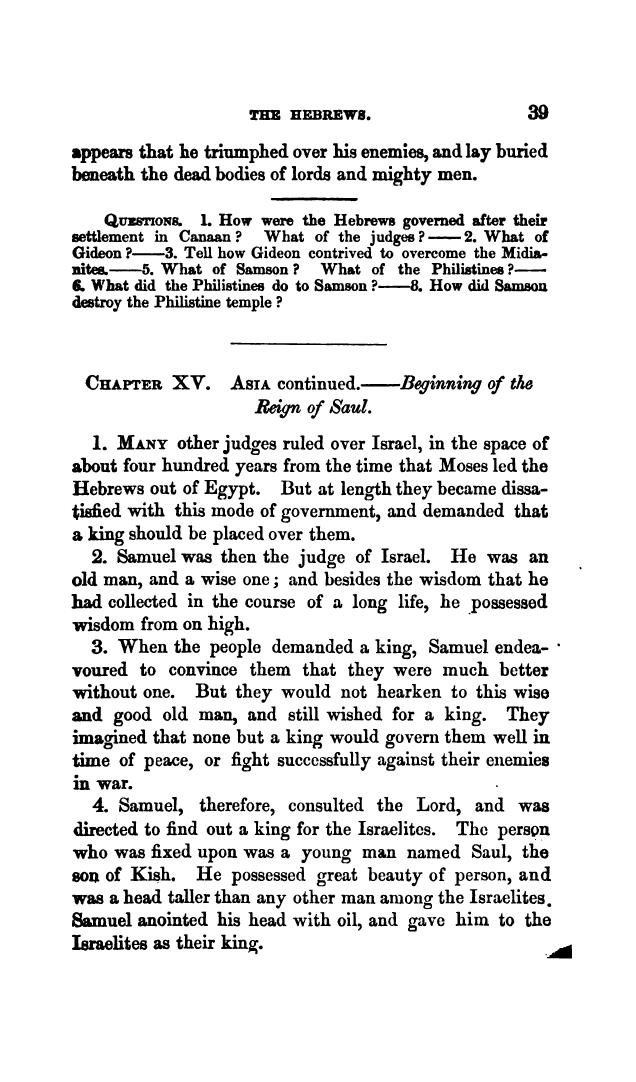 THE HEBREWS. 39
appears that he triumphed over his enemies, and lay buried
beneath the dead bodies of lords and mighty men.
QUESTIONS. 1. How were the Hebrews governed after their
settlement in Canaan? What of the judges?——2. What of
Gideon?——3. Tell how Gideon contrived to overcome the Midia-
nites.——5. What of Samson? What of the Philistines?——
6. What did the Philistines do to Samson?——8. How did Samson
destroy the Philistine temple?
CHAPTER XV. ASIA continued.——Beginning of the
Reign of Saul.
1. MANY other judges ruled over Israel, in the space of
about four hundred years from the time that Moses led the
Hebrews out of Egypt. But at length they became dissa-
tisfied with this mode of government, and demanded that
a king should be placed over them.
2. Samuel was then the judge of Israel. He was an
old man, and a wise one; and besides the wisdom that he
had collected in the course of a long life, he possessed
wisdom from on high.
3. When the people demanded a king, Samuel endea-
voured to convince them that they were much better
without one. But they would not hearken to this wise
and good old man, and still wished for a king. They
imagined that none but a king would govern them well in
time of peace, or fight successfully against their enemies
in war.
4. Samuel, therefore, consulted the Lord, and was
directed to find out a king for the Israelites. The person
who was fixed upon was a young man named Saul, the
son of Kish. He possessed great beauty of person, and
was a head taller than any other man among the Israelites.
Samuel anointed his head with oil, and gave him to the
Israelites as their king.